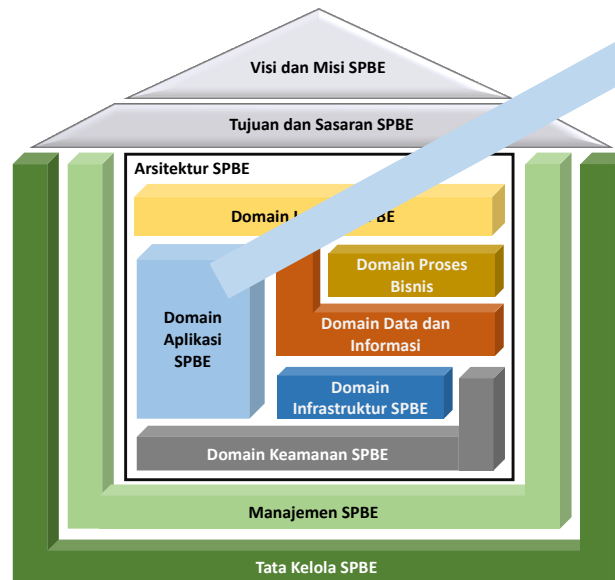 Visi dan Misi SPBE
Tujuan dan Sasaran SPBE
Arsitektur SPBE
Domain
Domain Proses
Bisnis
Domain
Aplikasi
SPBE
Domain Data dan
Informasi
Domain
Infrastruktur SPBE
Domain Keamanan SPBE
Manajemen SPBE
Tata Kelola SPBE